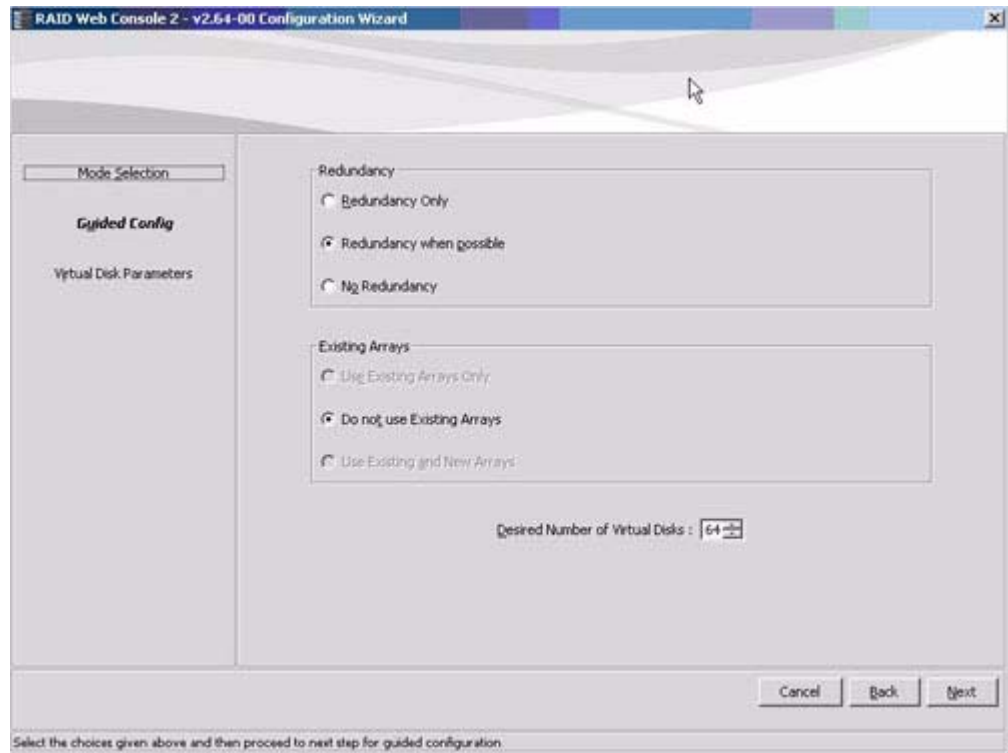 RAID Web Console 2 - v2.64-00 Configuration Wizard
Mode Selection
Guided Config
Virtual Disk Parameters
Redundancy
Redundancy Only
Redundancy when possible
No Redundancy
Existing Arrays
Use Existing Arrays Only
Do not use Existing Arrays
Use Existing and New Arrays
Desired Number of Virtual Disks : 64
Cancel
Back
Next
Select the choices given above and then proceed to next step for guided configuration